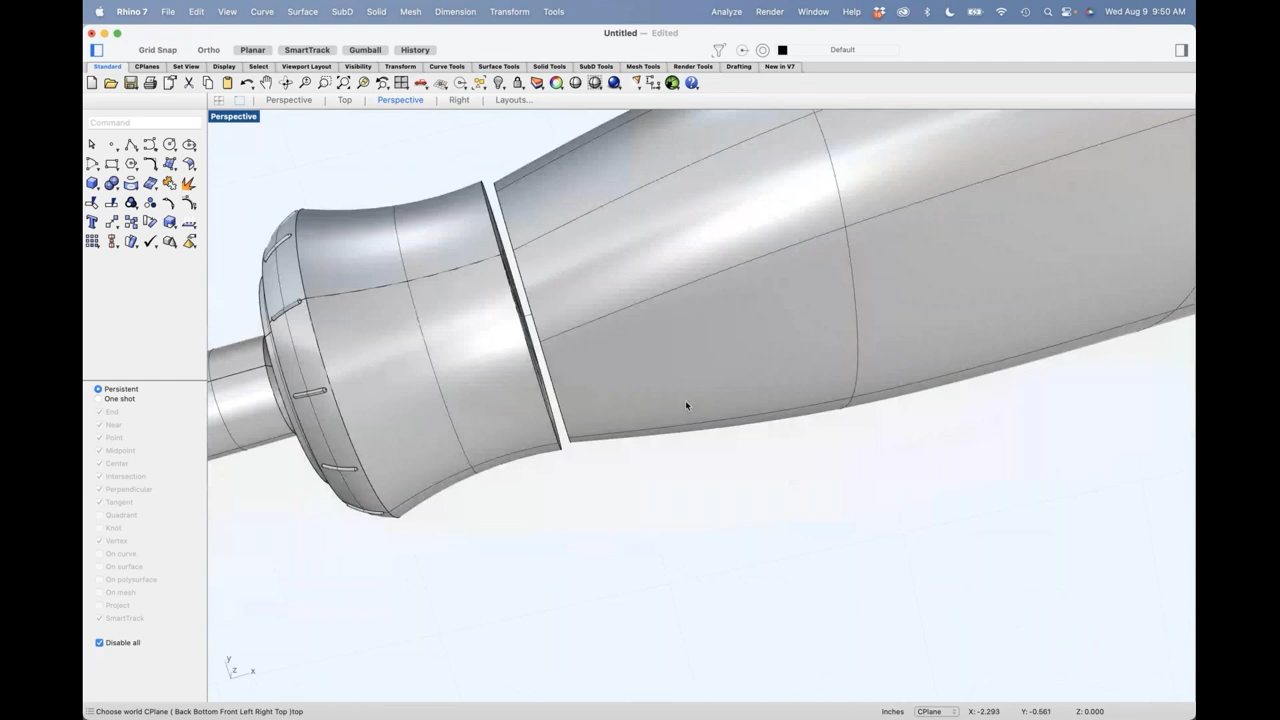 Rhino 7 File Edit View Curve Surface SubD Solid Mesh Dimension Transform Tools Analyze Render Window Help Wed Aug 9 9:50 AM
Untitled — Edited
Grid Snap Ortho Planar SmartTrack Gumball History Default
Standard CPlanes Set View Display Select Viewport Layout Visibility Transform Curve Tools Surface Tools Solid Tools SubD Tools Mesh Tools Render Tools Drafting New in V7
Perspective Top Perspective Right Layouts...
Perspective
Command
Persistent
One shot
End
Near
Point
Midpoint
Center
Intersection
Perpendicular
Tangent
Quadrant
Knot
Vertex
On curve
On surface
On polysurface
On mesh
Project
SmartTrack
Disable all
y
z x
Choose world CPlane ( Back Bottom Front Left Right Top )top Inches CPlane X: -2.293 Y: -0.561 Z: 0.000